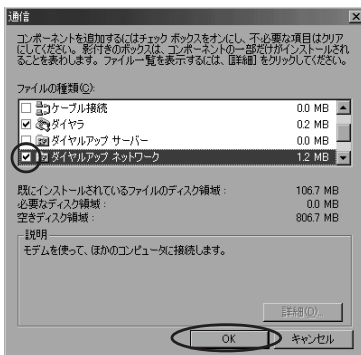 通信
コンポーネントを追加するにはチェック ボックスをオンにし、不必要な項目はクリア
にしてください。影付きのボックスは、コンポーネントの一部だけがインストールされ
ることを表わします。ファイル一覧を表示するには、[詳細] をクリックしてください。
ファイルの種類(C):
ケーブル接続 0.0 MB
ダイヤラ 0.2 MB
ダイヤルアップ サーバー 0.0 MB
ダイヤルアップ ネットワーク 1.2 MB
既にインストールされているファイルのディスク領域 : 106.7 MB
必要なディスク領域 : 0.0 MB
空きディスク領域 : 806.7 MB
説明
モデムを使って、ほかのコンピュータに接続します。
詳細(D)...
OK キャンセル